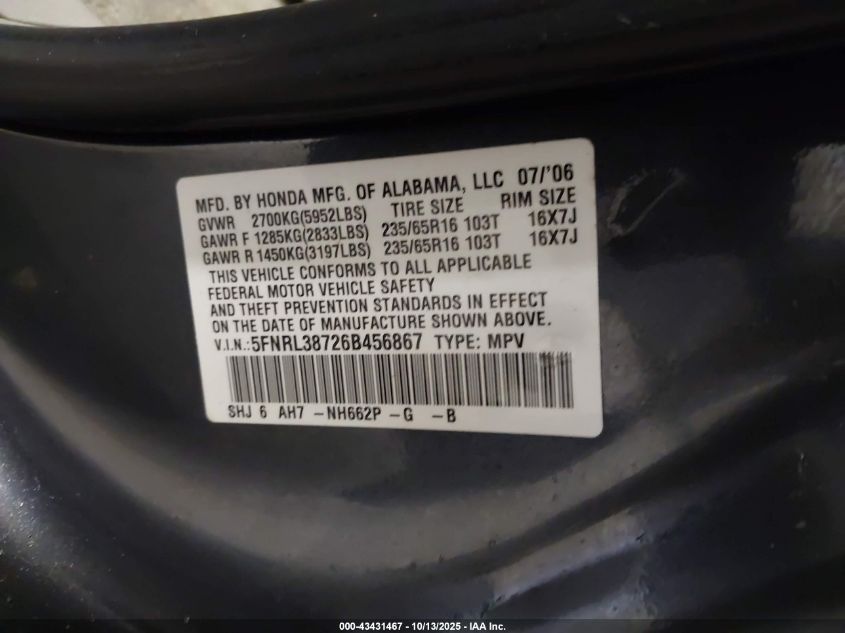 MFD. BY HONDA MFG. OF ALABAMA, LLC 07/'06
GVWR 2700KG(5952LBS) TIRE SIZE RIM SIZE
GAWR F 1285KG(2833LBS) 235/65R16 103T 16X7J
GAWR R 1450KG(3197LBS) 235/65R16 103T 16X7J
THIS VEHICLE CONFORMS TO ALL APPLICABLE
FEDERAL MOTOR VEHICLE SAFETY
AND THEFT PREVENTION STANDARDS IN EFFECT
ON THE DATE OF MANUFACTURE SHOWN ABOVE.
V.I.N.:5FNRL38726B456867 TYPE: MPV
SHJ 6 AH7 -NH662P -G -B
000-43431467 - 10/13/2025 - IAA Inc.